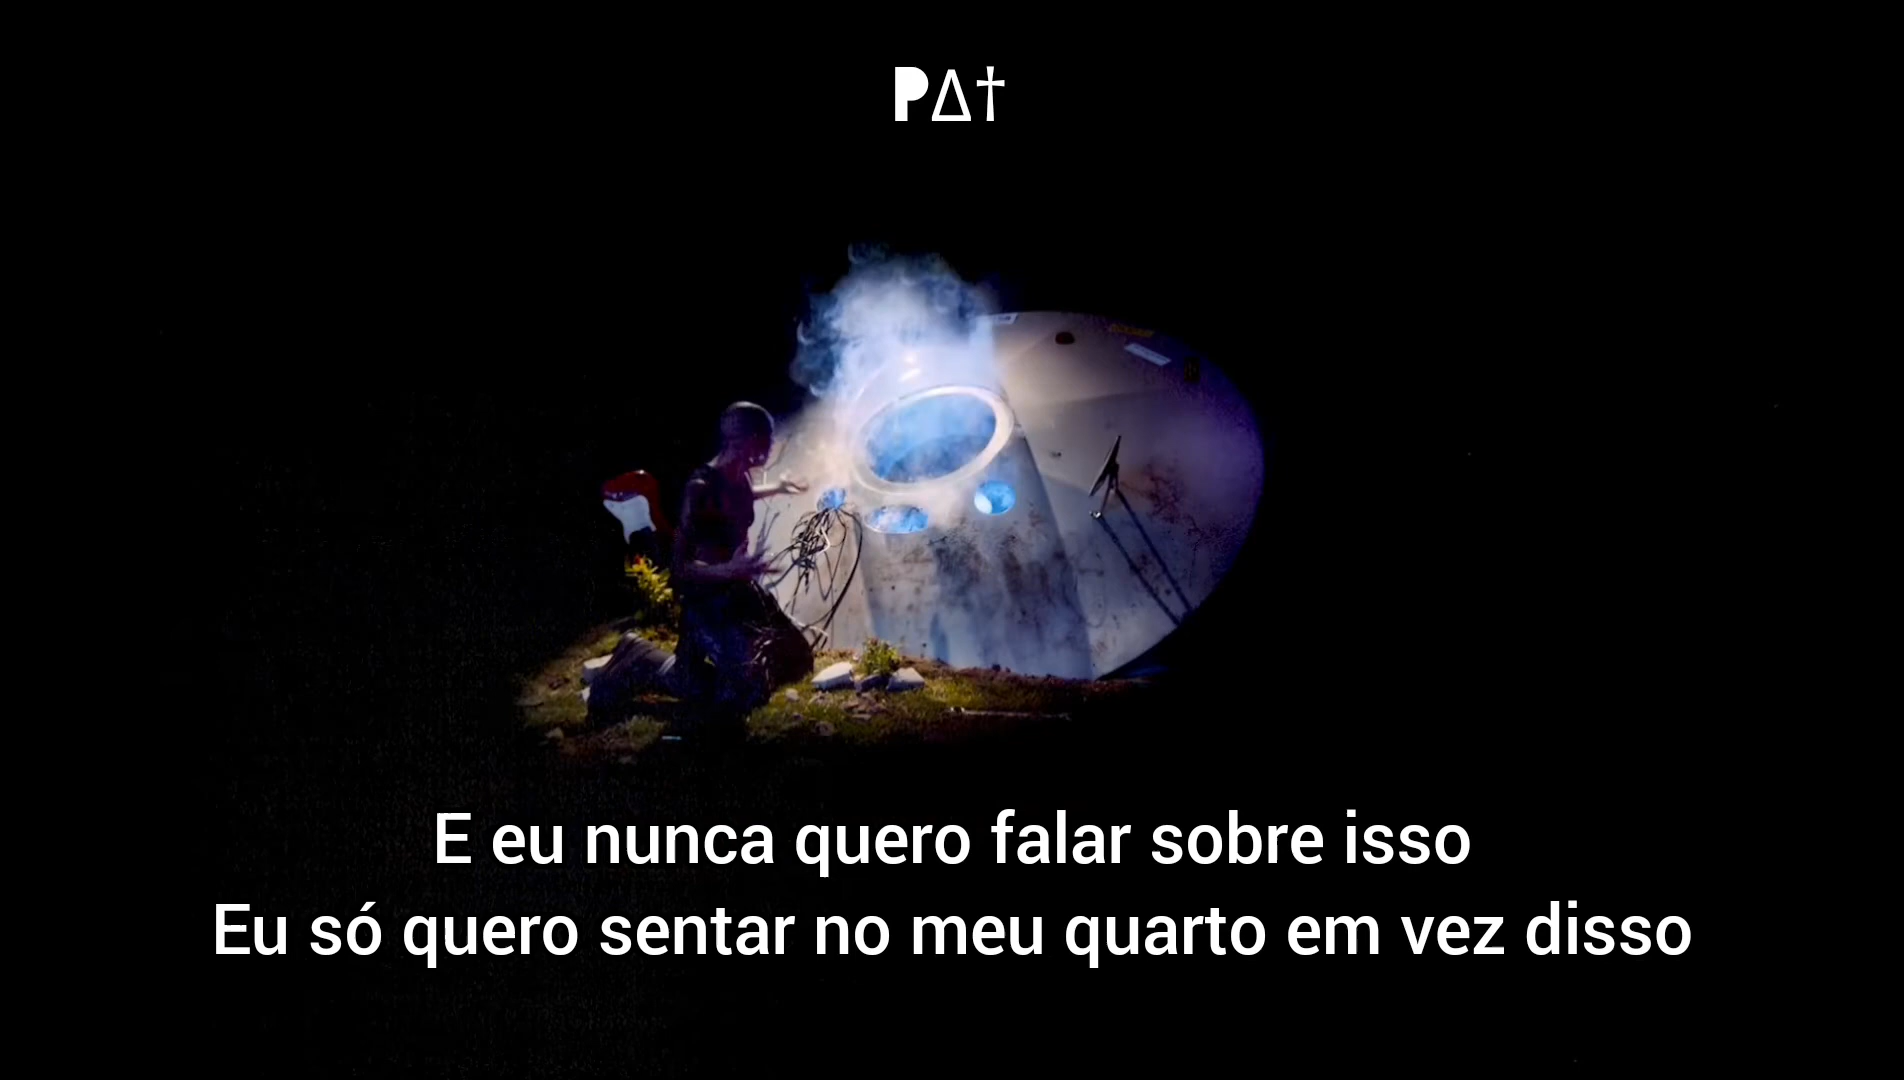 PΔ†
E eu nunca quero falar sobre isso
Eu só quero sentar no meu quarto em vez disso